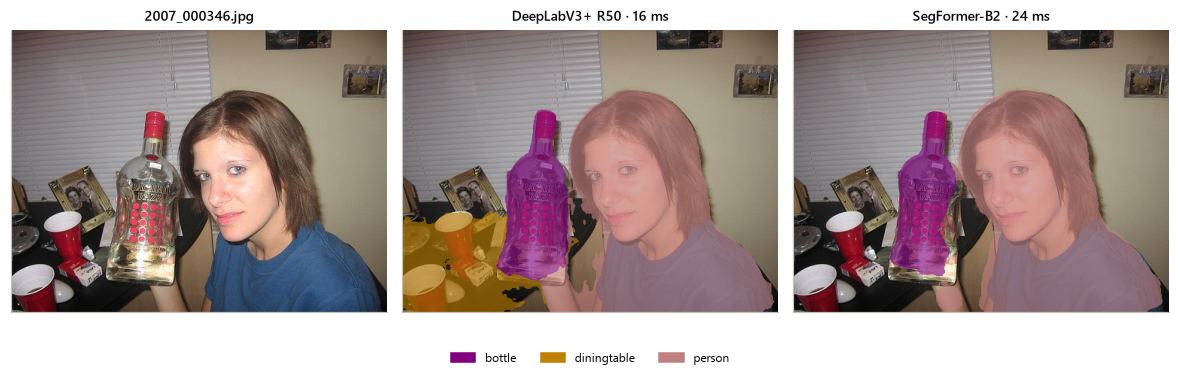 2007_000346.jpg
DeepLabV3+ R50 · 16 ms
SegFormer-B2 · 24 ms
bottle
diningtable
person